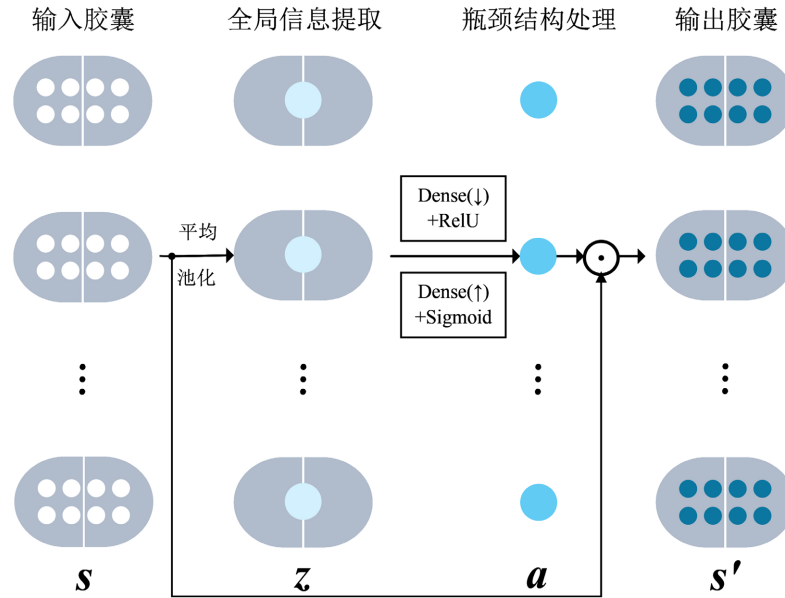 输入胶囊 全局信息提取 瓶颈结构处理 输出胶囊
平均
池化
Dense(↓)
+RelU
Dense(↑)
+Sigmoid
s z a s'